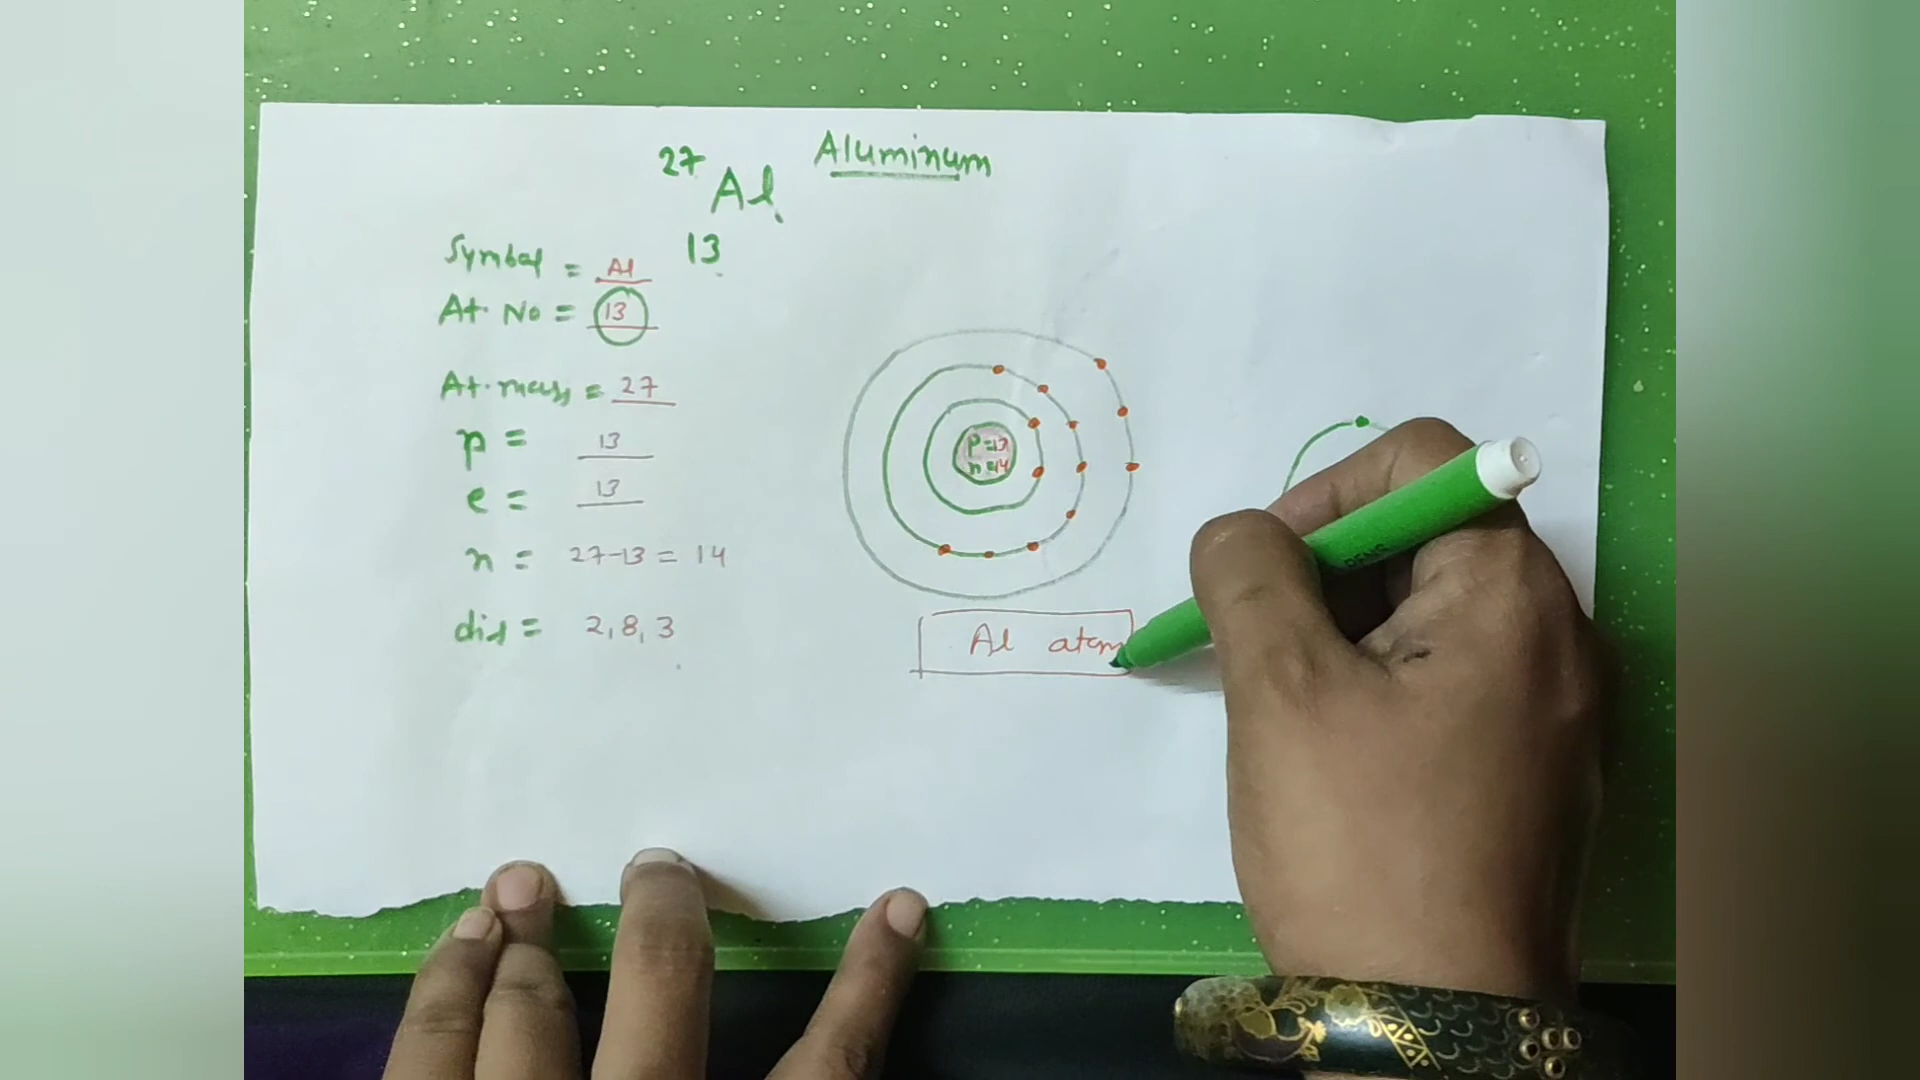 Aluminum
27
Al
13
Symbol = Al
At. No = 13
At. mass = 27
p = 13
e = 13
n = 27-13 = 14
dis = 2, 8, 3
p=13
n=14
Al atom